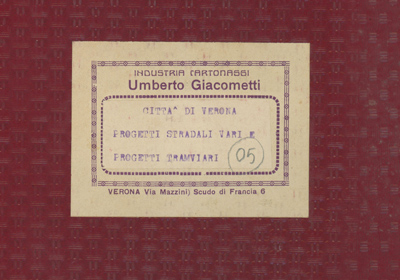 INDUSTRIA CARTONAGGI
Umberto Giacometti
CITTA' DI VERONA
PROGETTI STRADALI VARI E
PROGETTI TRAMVIARI
05
VERONA Via Mazzini) Scudo di Francia 6